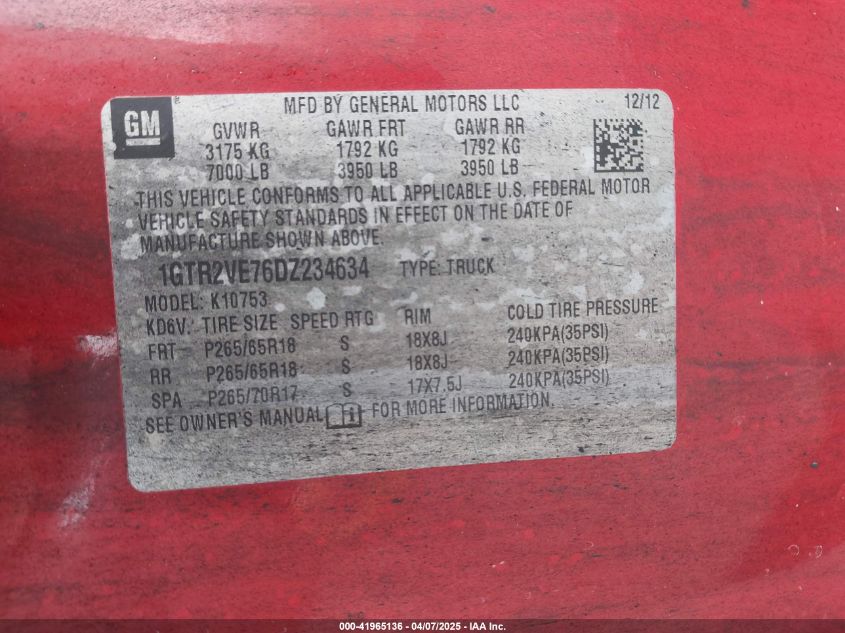 GM
MFD BY GENERAL MOTORS LLC 12/12
GVWR GAWR FRT GAWR RR
3175 KG 1792 KG 1792 KG
7000 LB 3950 LB 3950 LB
THIS VEHICLE CONFORMS TO ALL APPLICABLE U.S. FEDERAL MOTOR
VEHICLE SAFETY STANDARDS IN EFFECT ON THE DATE OF
MANUFACTURE SHOWN ABOVE.
1GTR2VE76DZ234634 TYPE: TRUCK
MODEL: K10753
KD6V. TIRE SIZE SPEED RTG RIM COLD TIRE PRESSURE
FRT P265/65R18 S 18X8J 240KPA(35PSI)
RR P265/65R18 S 18X8J 240KPA(35PSI)
SPA P265/70R17 S 17X7.5J 240KPA(35PSI)
SEE OWNER'S MANUAL FOR MORE INFORMATION.
000-41965136 - 04/07/2025 - IAA Inc.